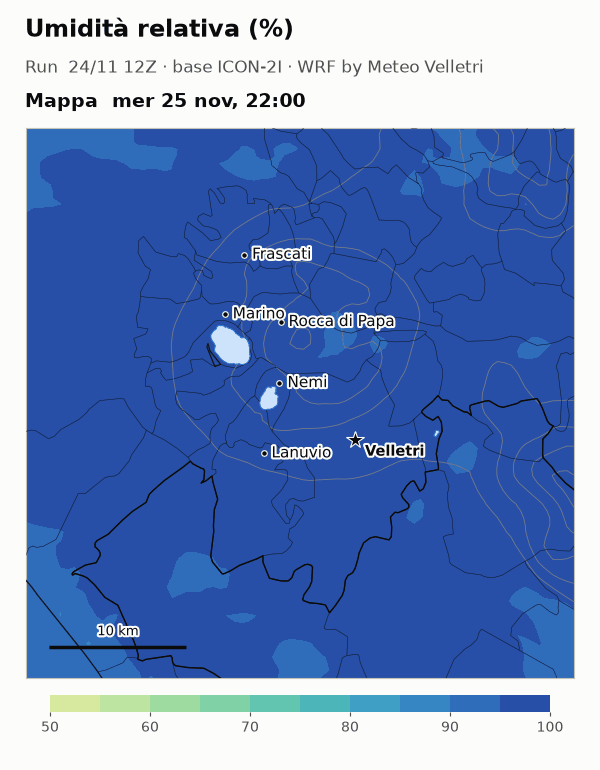 Umidità relativa (%)
Run  24/11 12Z · base ICON-2I · WRF by Meteo Velletri
Mappa  mer 25 nov, 22:00
Frascati
Marino
Rocca di Papa
Nemi
Velletri
Lanuvio
10 km
50 60 70 80 90 100